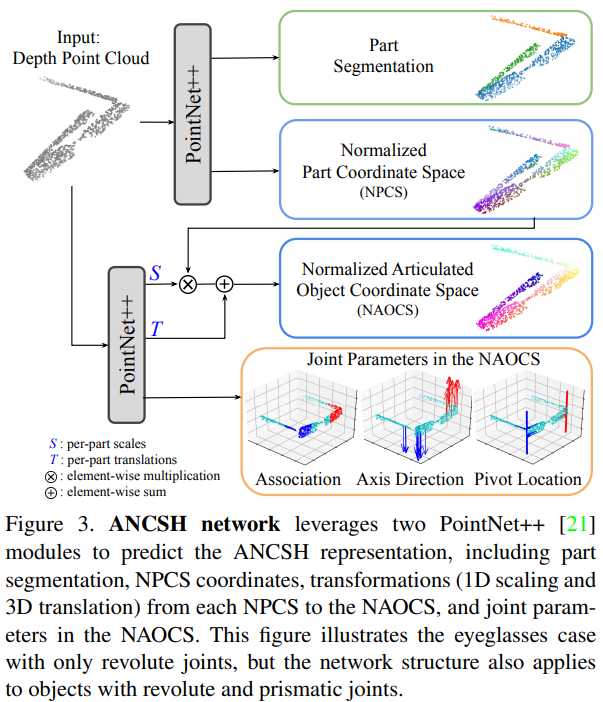 Input:
Depth Point Cloud
PointNet++
Part
Segmentation
Normalized
Part Coordinate Space
(NPCS)
PointNet++
S
T
Normalized Articulated
Object Coordinate Space
(NAOCS)
Joint Parameters in the NAOCS
Association
Axis Direction
Pivot Location
S : per-part scales
T : per-part translations
⊗ : element-wise multiplication
⊕ : element-wise sum
Figure 3. ANCSH network leverages two PointNet++ [21]
modules to predict the ANCSH representation, including part
segmentation, NPCS coordinates, transformations (1D scaling and
3D translation) from each NPCS to the NAOCS, and joint param-
eters in the NAOCS. This figure illustrates the eyeglasses case
with only revolute joints, but the network structure also applies
to objects with revolute and prismatic joints.